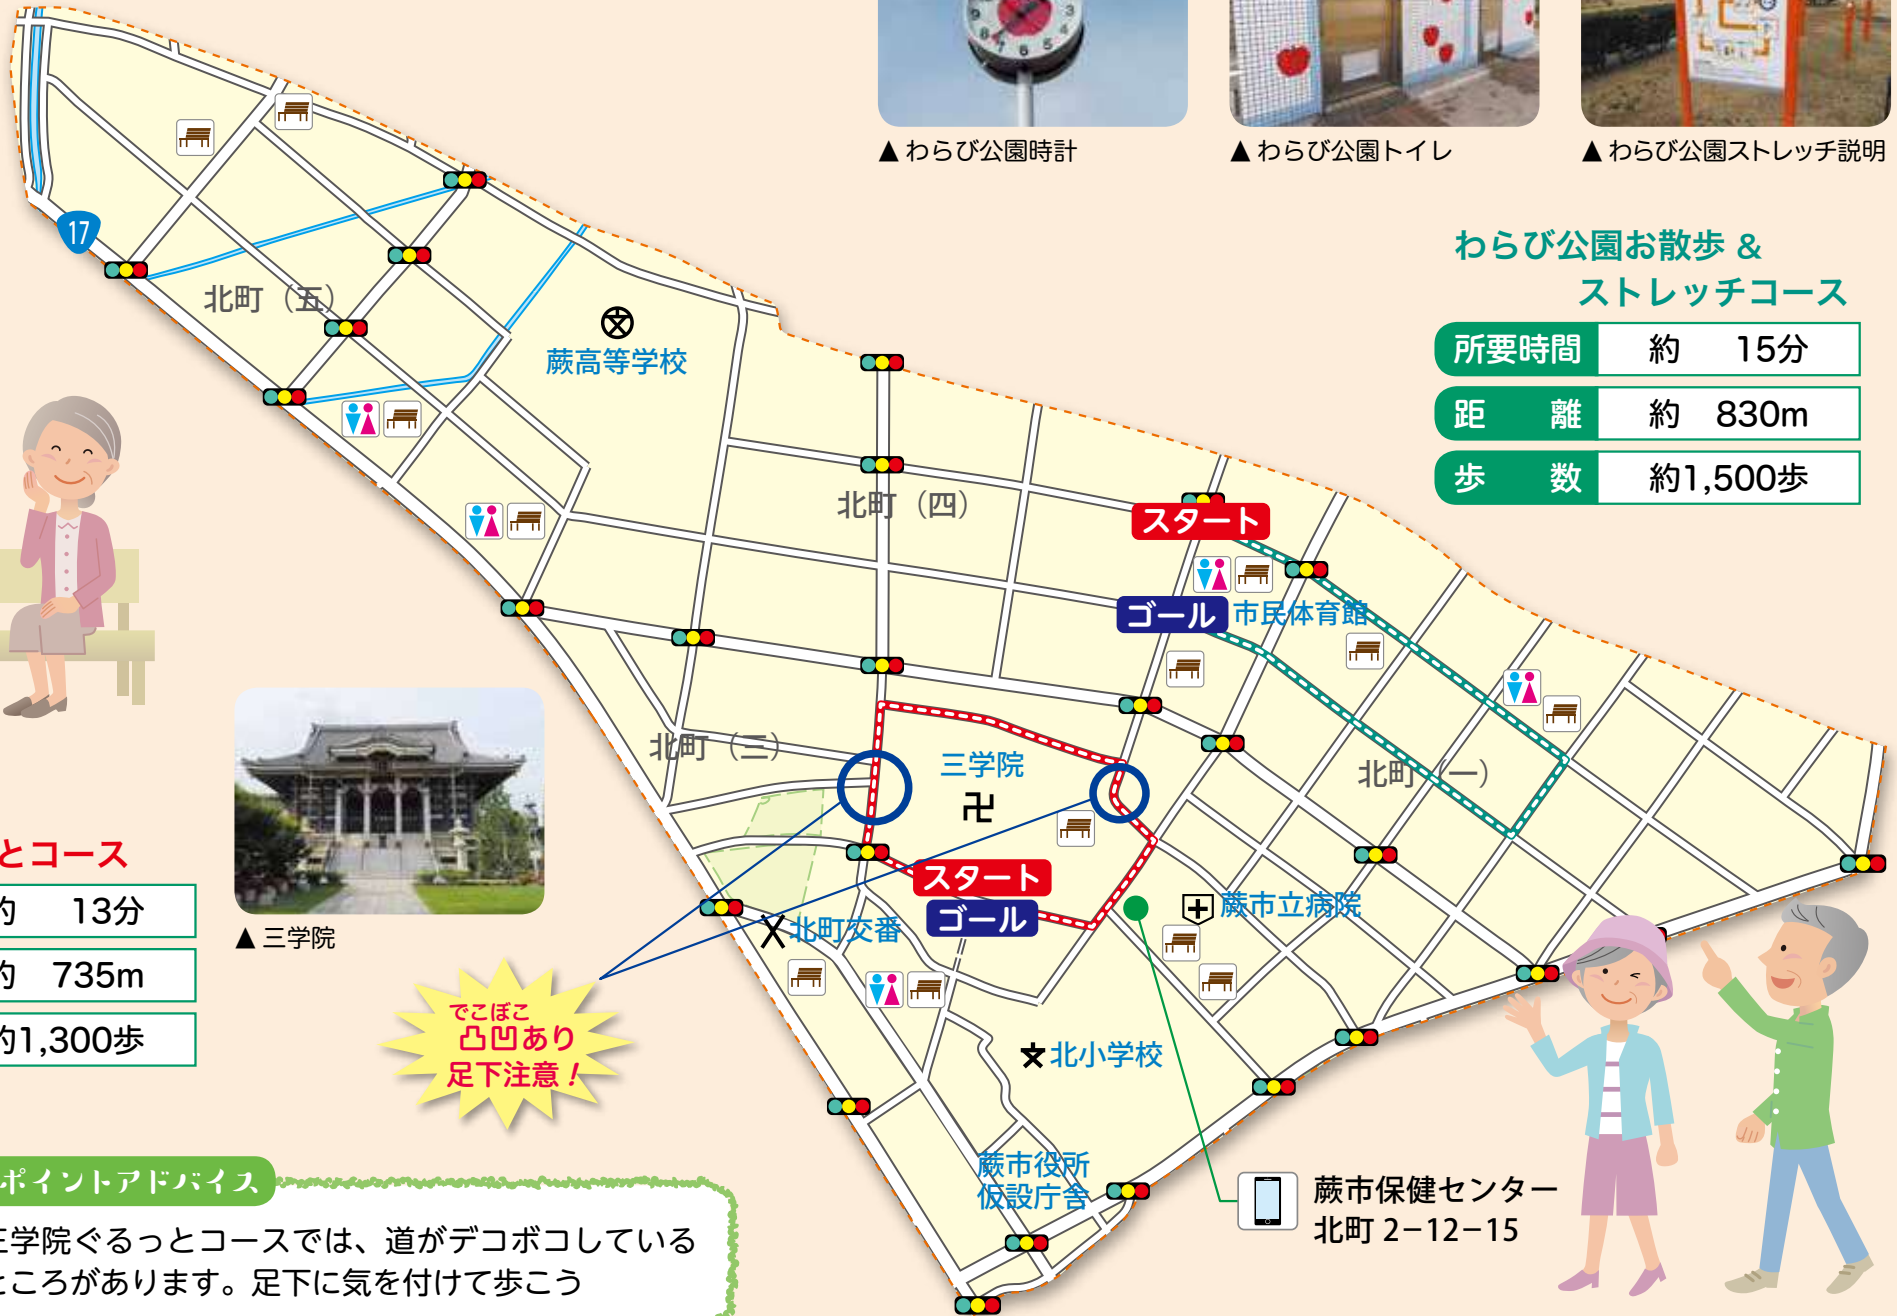 ▲ わらび公園時計
▲ わらび公園トイレ
▲ わらび公園ストレッチ説明
わらび公園お散歩 &
ストレッチコース
所要時間 約 15分
距 離 約 830m
歩 数 約1,500歩
17
北町（五）
蕨高等学校
北町（四）
スタート
ゴール
市民体育館
北町（三）
三学院
北町（一）
スタート
ゴール
北町交番
蕨市立病院
北小学校
蕨市役所
仮設庁舎
蕨市保健センター
北町 2−12−15
▲ 三学院
とコース
約 13分
約 735m
約1,300歩
でこぼこ
凸凹あり
足下注意！
ポイントアドバイス
三学院ぐるっとコースでは、道がデコボコしている
ところがあります。足下に気を付けて歩こう